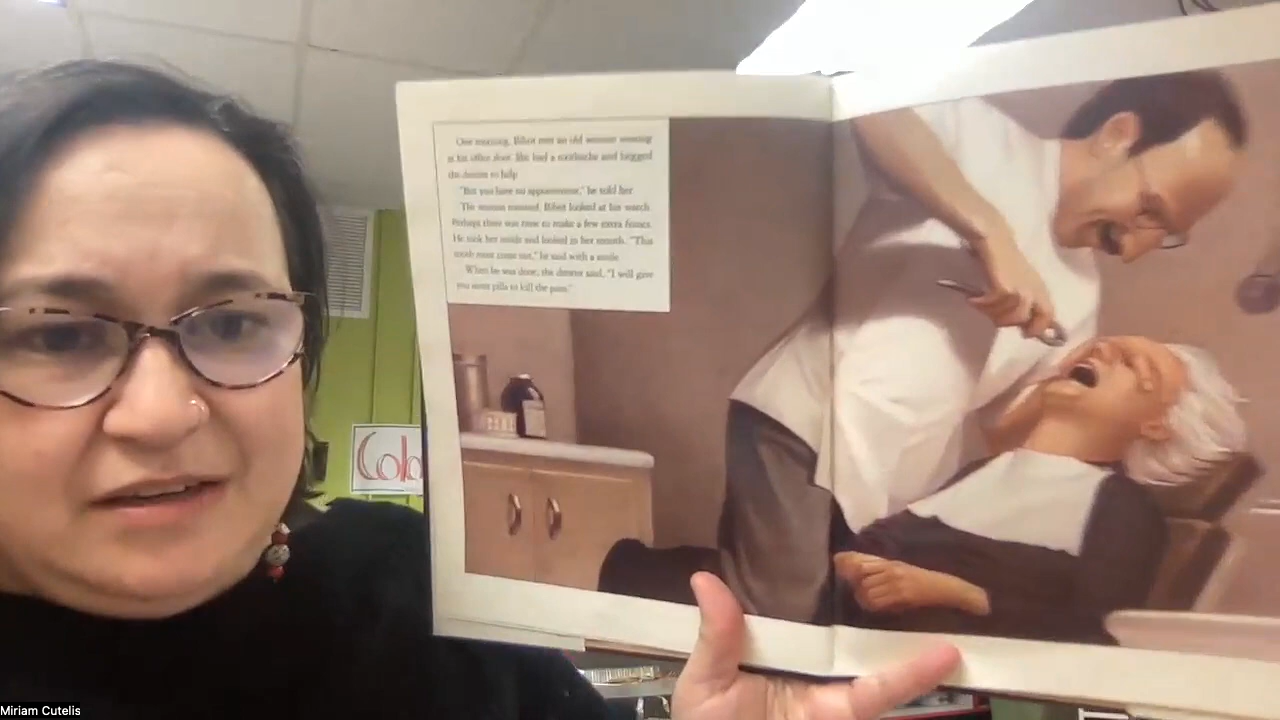 One morning, Bibot met an old woman waiting
at his office door. She had a toothache and begged
the dentist to help.
"But you have no appointment," he told her.
The woman moaned. Bibot looked at his watch.
Perhaps there was time to make a few extra francs.
He took her inside and looked in her mouth. "This
tooth must come out," he said with a smile.
When he was done, the dentist said, "I will give
you some pills to kill the pain."
Colo
Miriam Cutelis